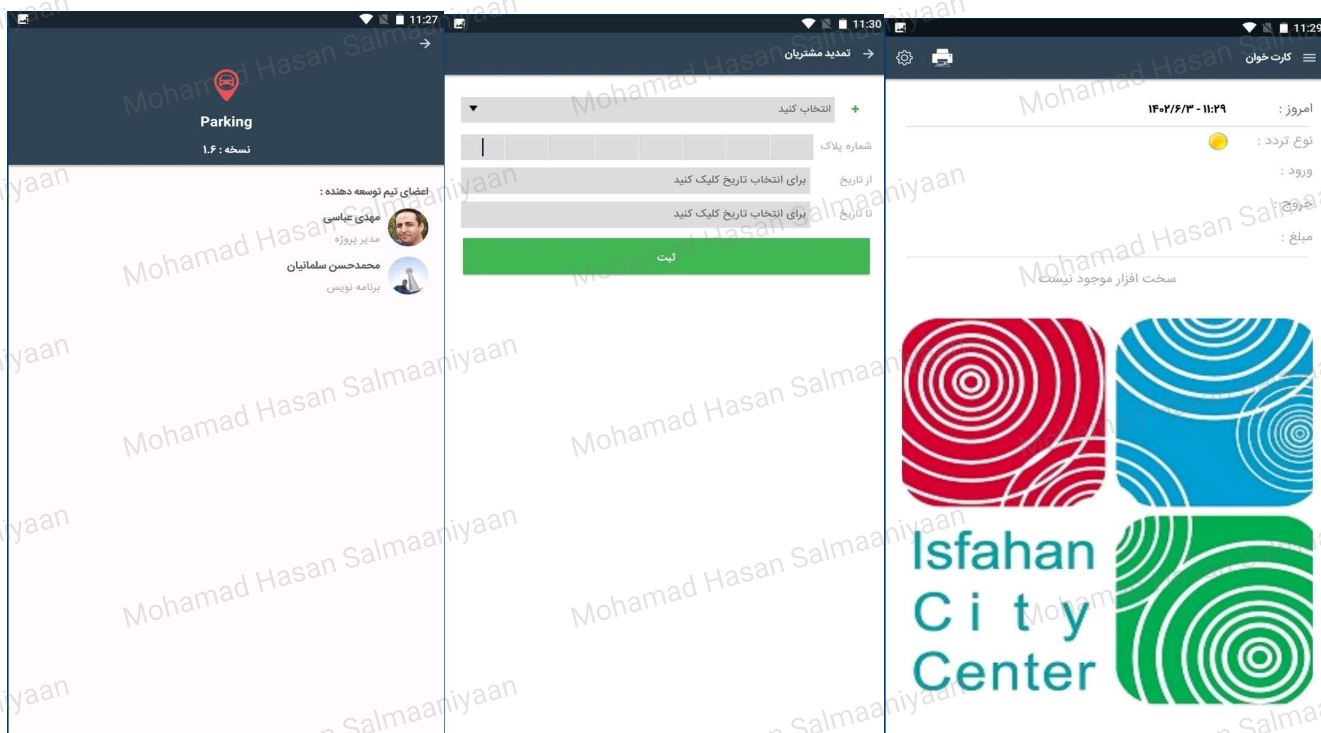 11:27
Parking
نسخه : ۱.۶
اعضای تیم توسعه دهنده :
مهدی عباسی
مدیر پروژه
محمدحسن سلمانیان
برنامه نویس
11:30
تمدید مشتریان
انتخاب کنید
+
شماره پلاک
از تاریخ
برای انتخاب تاریخ کلیک کنید
تا تاریخ
برای انتخاب تاریخ کلیک کنید
ثبت
11:29
کارت خوان
امروز : ۱۴۰۲/۶/۳ - ۱۱:۲۹
نوع تردد :
ورود :
خروج :
مبلغ :
سخت افزار موجود نیست
Isfahan
City
Center
Mohamad Hasan Salmaaniyaan